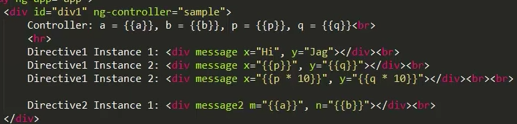 <div id="div1" ng-controller="sample">
Controller: a = {{a}}, b = {{b}}, p = {{p}}, q = {{q}}<br>
<hr>
Directive1 Instance 1: <div message x="Hi", y="Jag"></div><br>
Directive1 Instance 2: <div message x="{{p}}", y="{{q}}"></div><br>
Directive1 Instance 2: <div message x="{{p * 10}}", y="{{q * 10}}"></div><br><br>
Directive2 Instance 1: <div message2 m="{{a}}", n="{{b}}"></div><br>
</div>